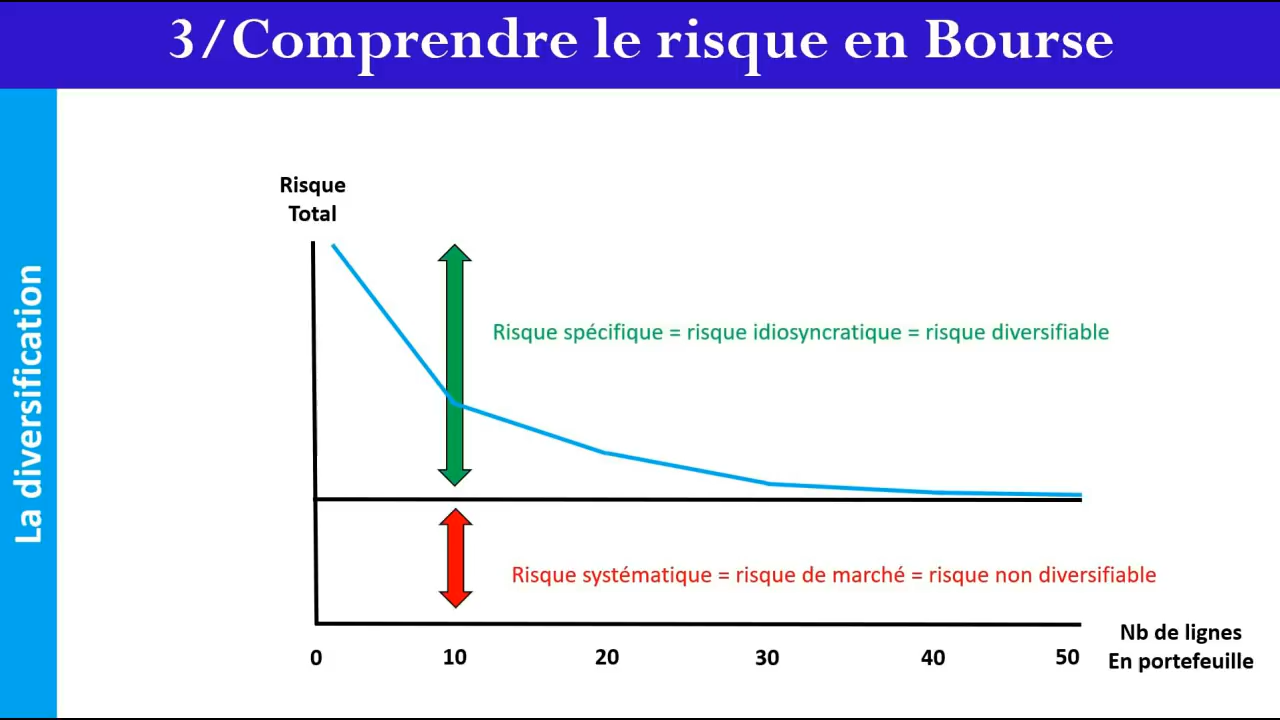 3/Comprendre le risque en Bourse
La diversification
Risque
Total
Risque spécifique = risque idiosyncratique = risque diversifiable
Risque systématique = risque de marché = risque non diversifiable
0 10 20 30 40 50
Nb de lignes
En portefeuille